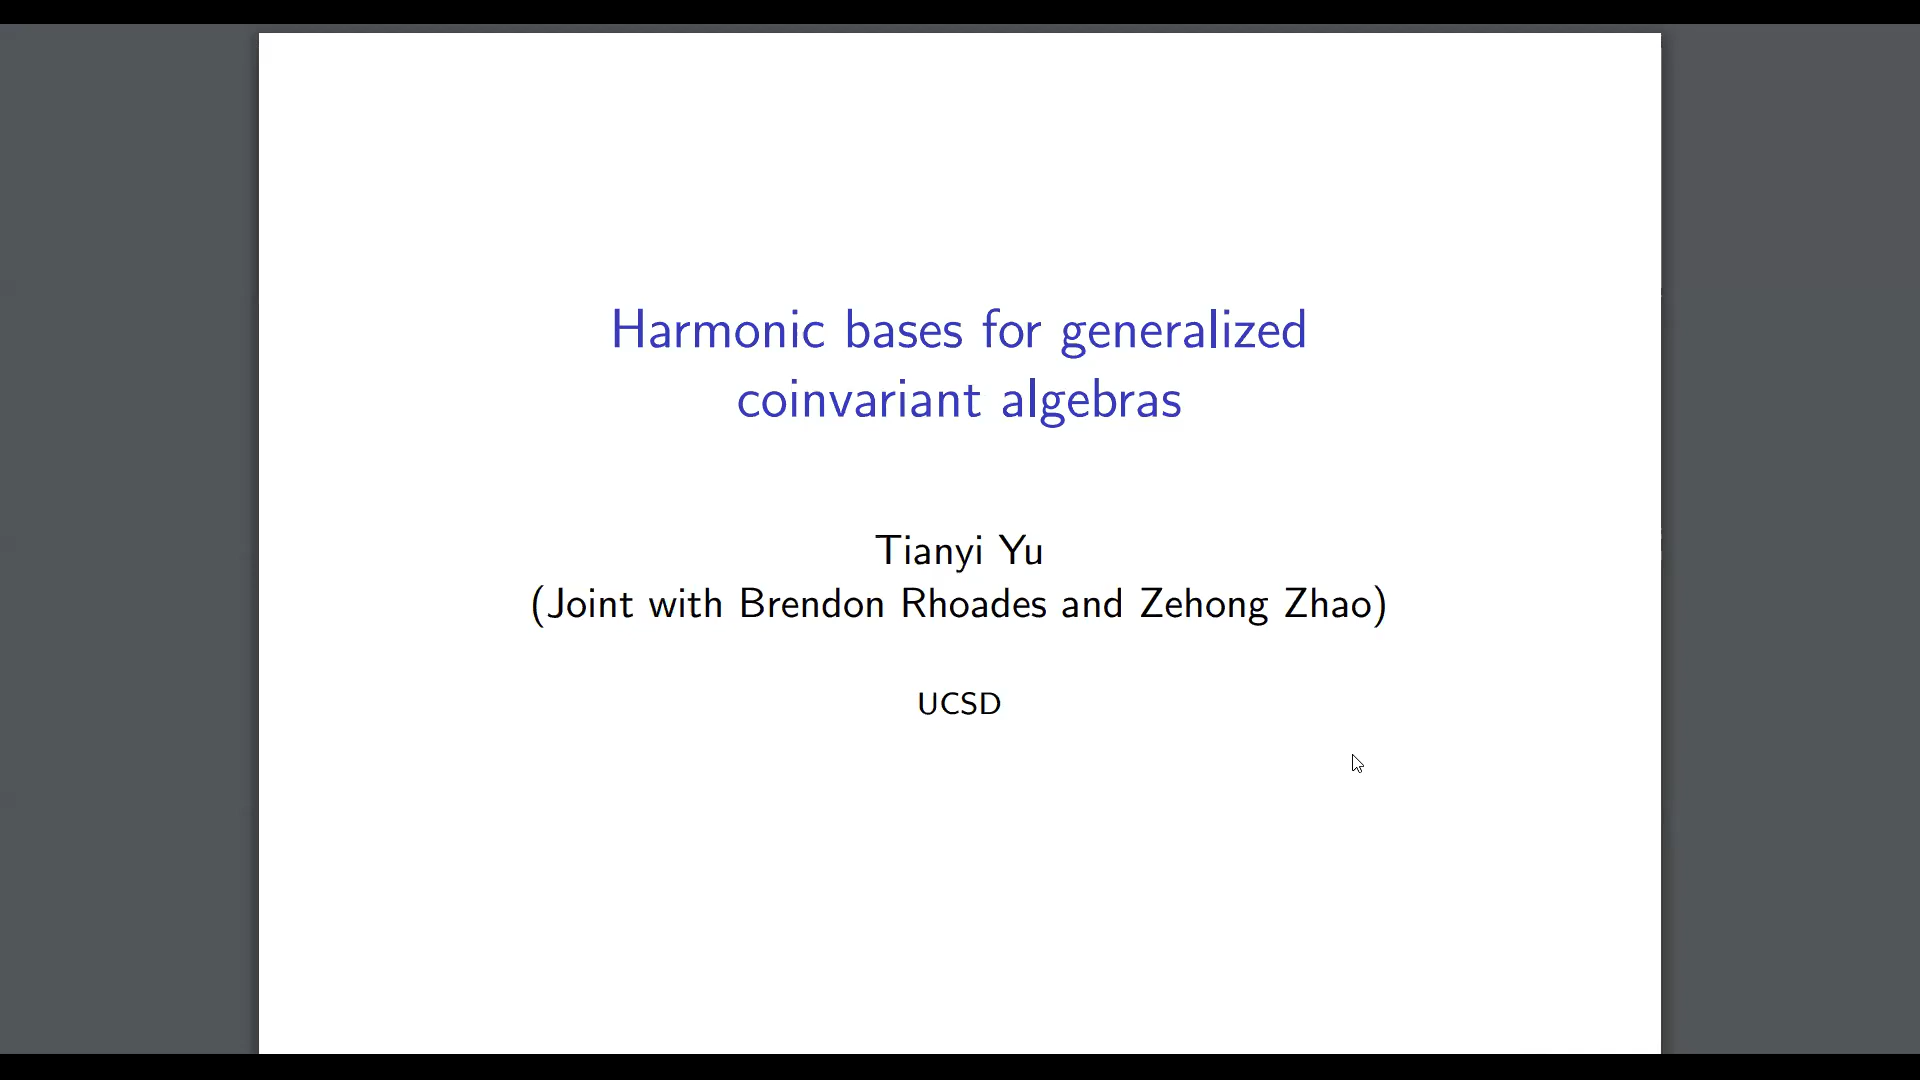 Harmonic bases for generalized
coinvariant algebras
Tianyi Yu
(Joint with Brendon Rhoades and Zehong Zhao)
UCSD